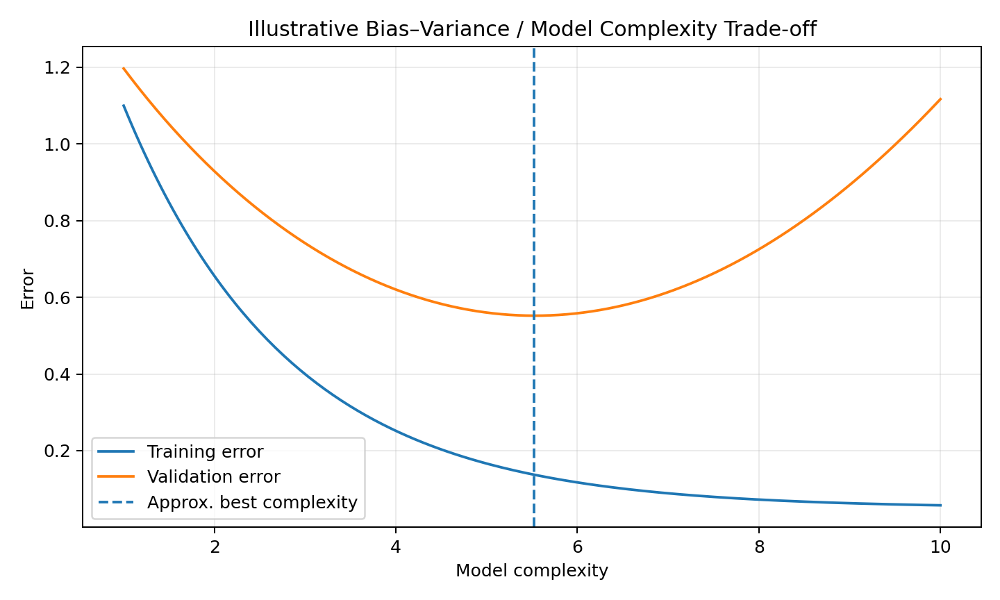 Illustrative Bias–Variance / Model Complexity Trade-off
1.2
1.0
0.8
0.6
0.4
0.2
Error
Training error
Validation error
Approx. best complexity
2
4
6
8
10
Model complexity